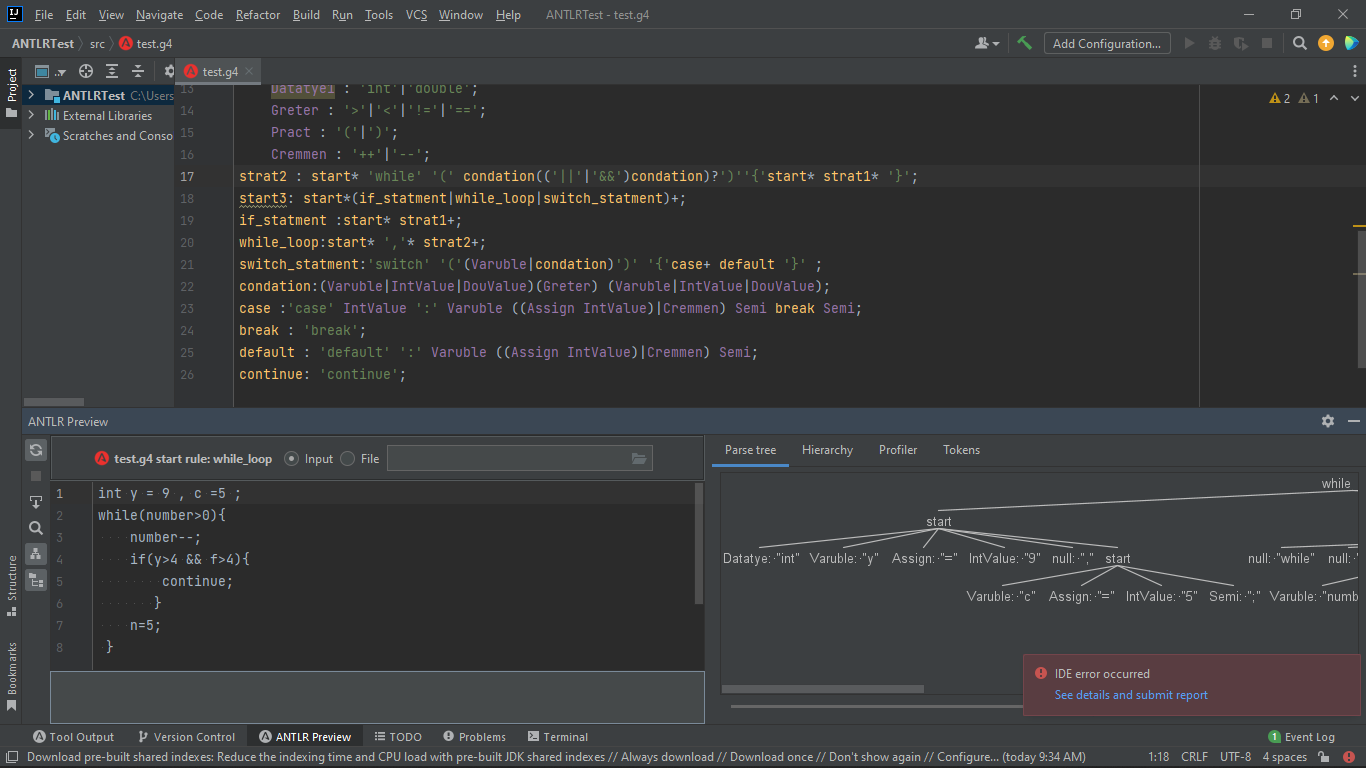 File Edit View Navigate Code Refactor Build Run Tools VCS Window Help ANTLRTest - test.g4
ANTLRTest src test.g4 Add Configuration...
Project test.g4
ANTLRTest C:\Users
External Libraries
Scratches and Conso
2 1
13 Datatyel : 'int'|'double';
14 Greter : '>'|'<'|'!='|'==';
15 Pract : '('|')';
16 Cremmen : '++'|'--';
17 strat2 : start* 'while' '(' condation(('||'|'&&')condation)?')''{'start* strat1* '}';
18 start3: start*(if_statment|while_loop|switch_statment)+;
19 if_statment :start* strat1+;
20 while_loop:start* ','* strat2+;
21 switch_statment:'switch' '('(Varuble|condation)')' '{'case+ default '}' ;
22 condation:(Varuble|IntValue|DouValue)(Greter) (Varuble|IntValue|DouValue);
23 case :'case' IntValue ':' Varuble ((Assign IntValue)|Cremmen) Semi break Semi;
24 break : 'break';
25 default : 'default' ':' Varuble ((Assign IntValue)|Cremmen) Semi;
26 continue: 'continue';
ANTLR Preview
test.g4 start rule: while_loop Input File
1 int y = 9 , c =5 ;
2 while(number>0){
3 number--;
4 if(y>4 && f>4){
5 continue;
6 }
7 n=5;
8 }
Parse tree Hierarchy Profiler Tokens
while
start
Datatye: "int" Varuble: "y" Assign: "=" IntValue: "9" null: "," start null: "while" null: "
Varuble: "c" Assign: "=" IntValue: "5" Semi: ";" Varuble: "numb
IDE error occurred
See details and submit report
Structure
Bookmarks
Tool Output Version Control ANTLR Preview TODO Problems Terminal 1 Event Log
Download pre-built shared indexes: Reduce the indexing time and CPU load with pre-built JDK shared indexes // Always download // Download once // Don't show again // Configure... (today 9:34 AM) 1:18 CRLF UTF-8 4 spaces